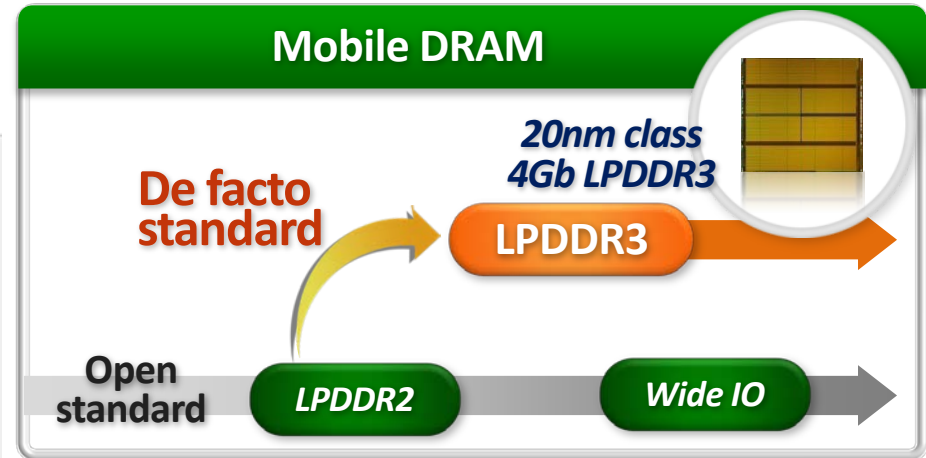 Mobile DRAM
20nm class
4Gb LPDDR3
De facto
standard
LPDDR3
Open
standard
LPDDR2
Wide IO